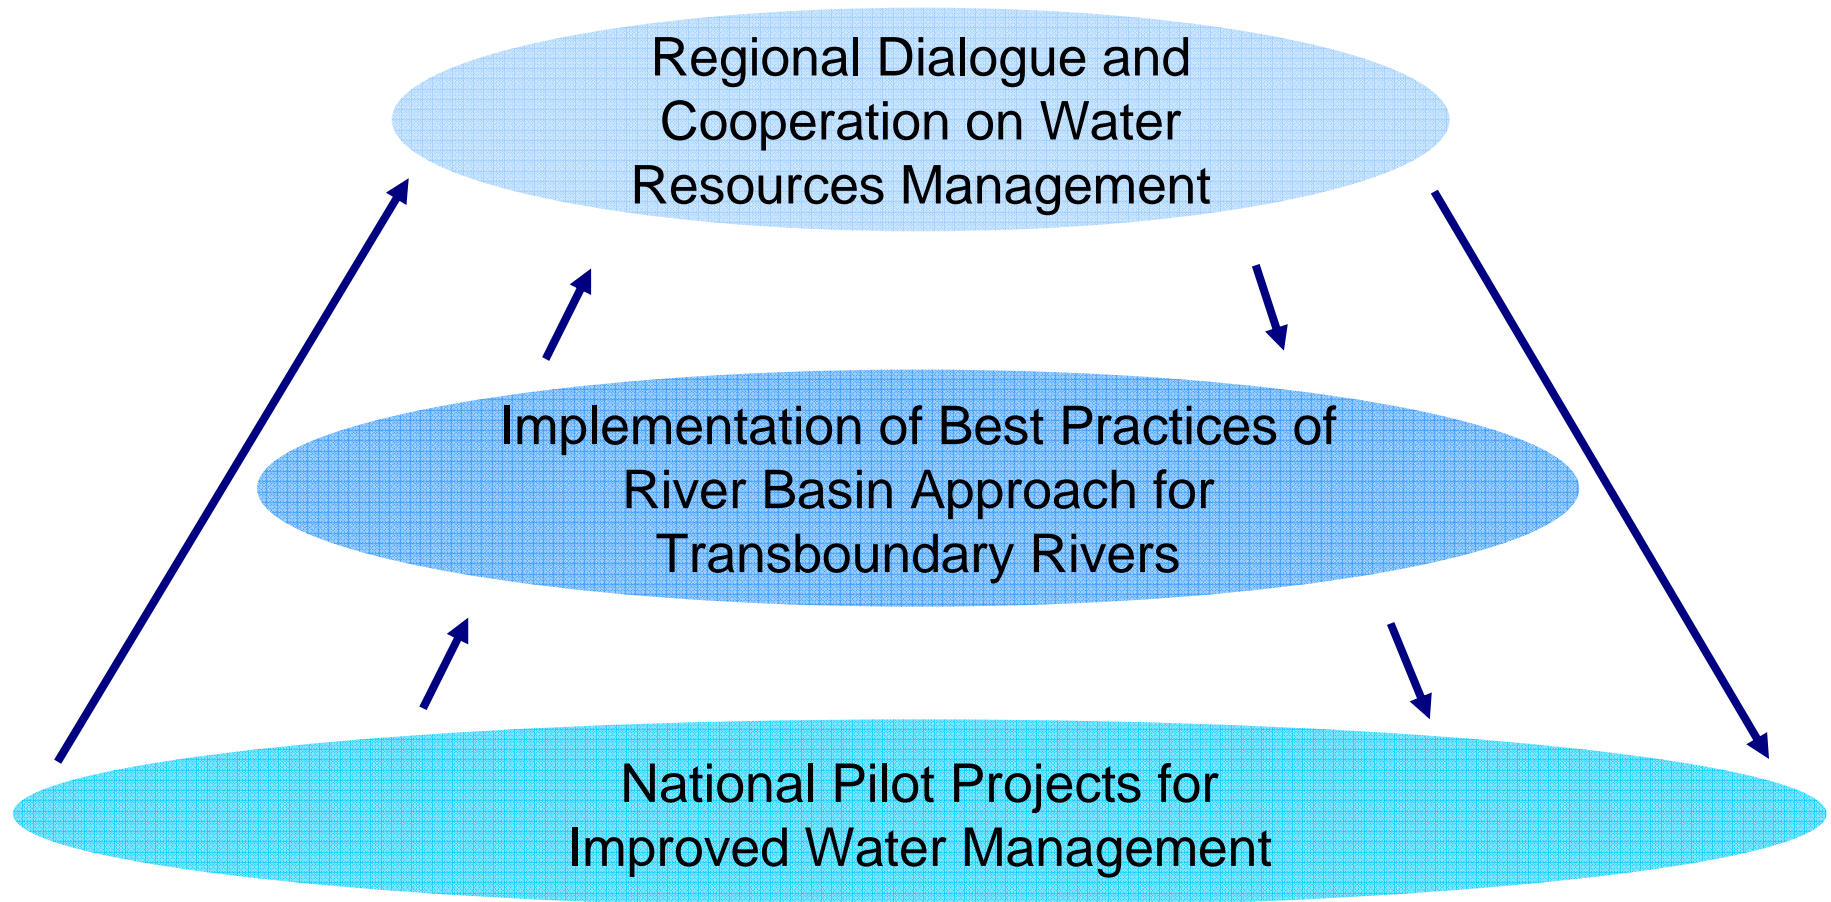 Regional Dialogue and
Cooperation on Water
Resources Management
Implementation of Best Practices of
River Basin Approach for
Transboundary Rivers
National Pilot Projects for
Improved Water Management